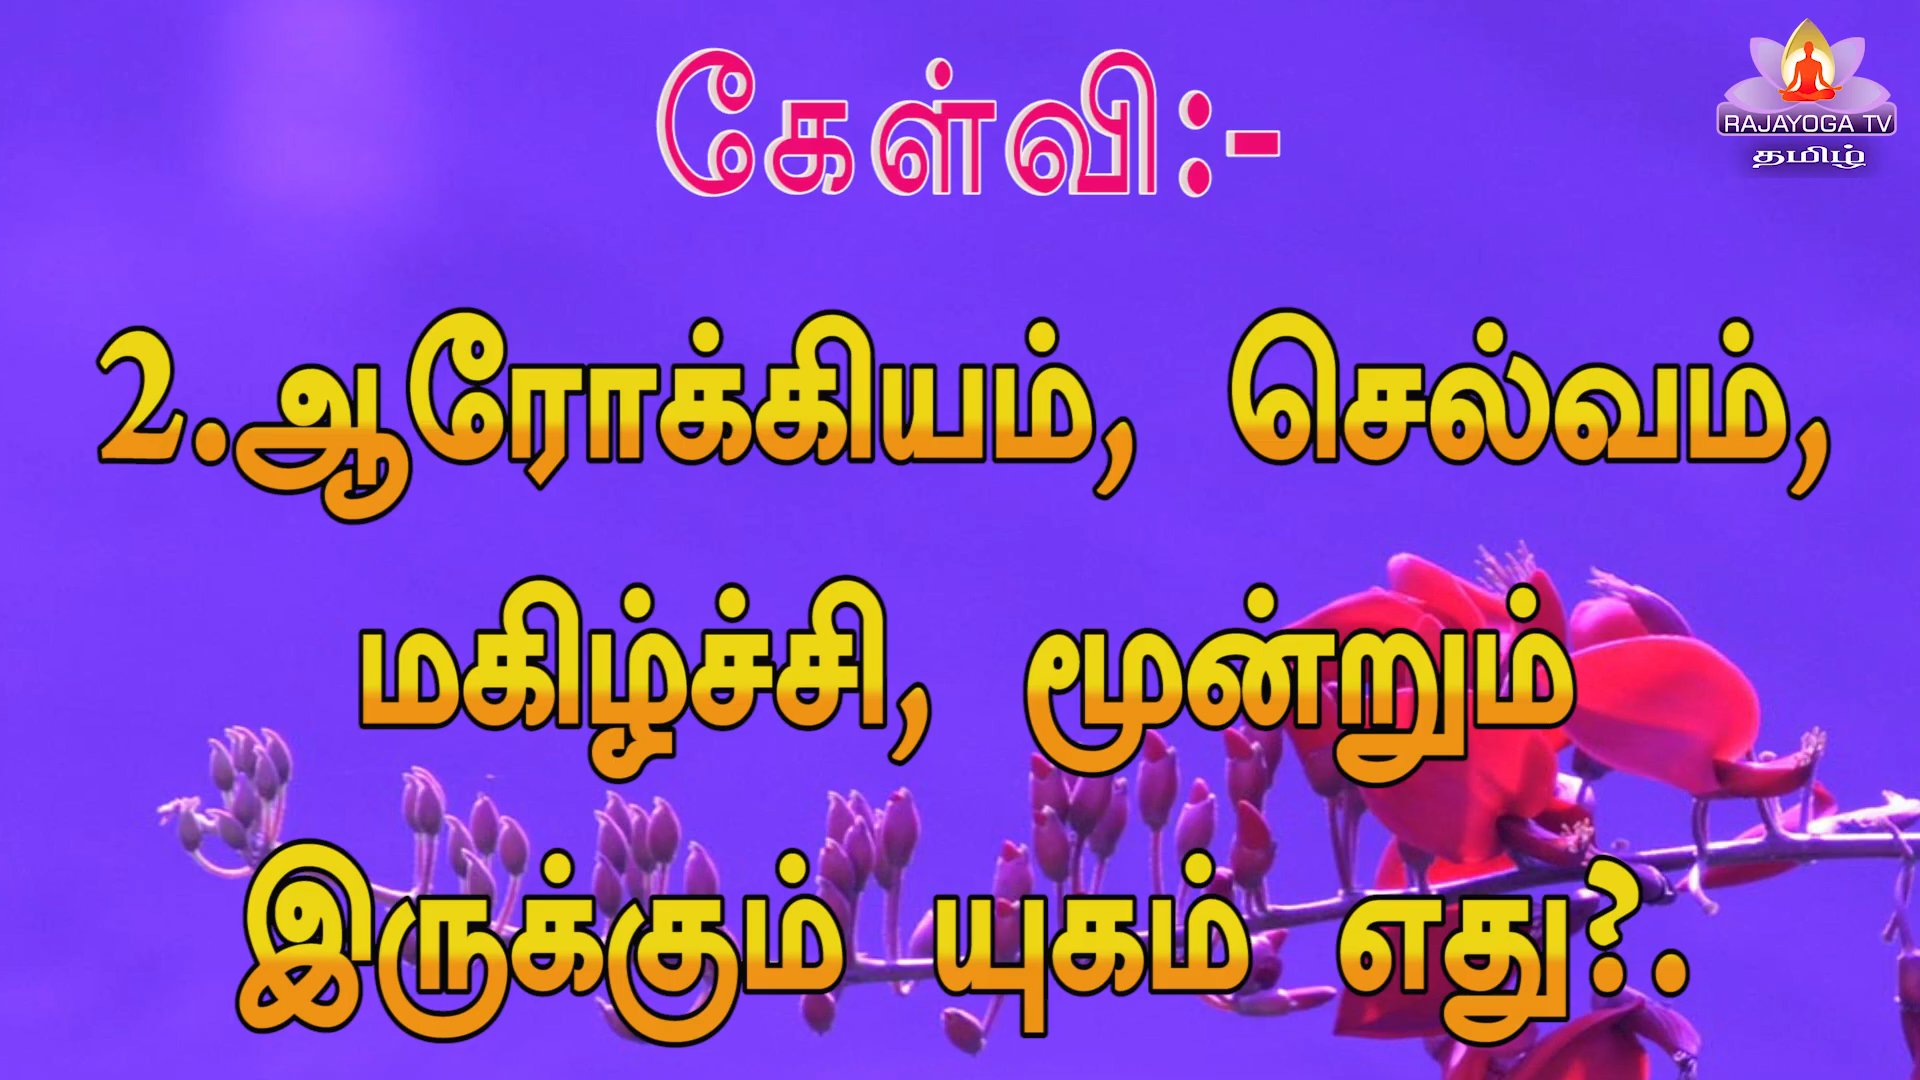 கேள்வி:-
RAJAYOGA TV
தமிழ்
2.ஆரோக்கியம், செல்வம்,
மகிழ்ச்சி, மூன்றும்
இருக்கும் யுகம் எது?.